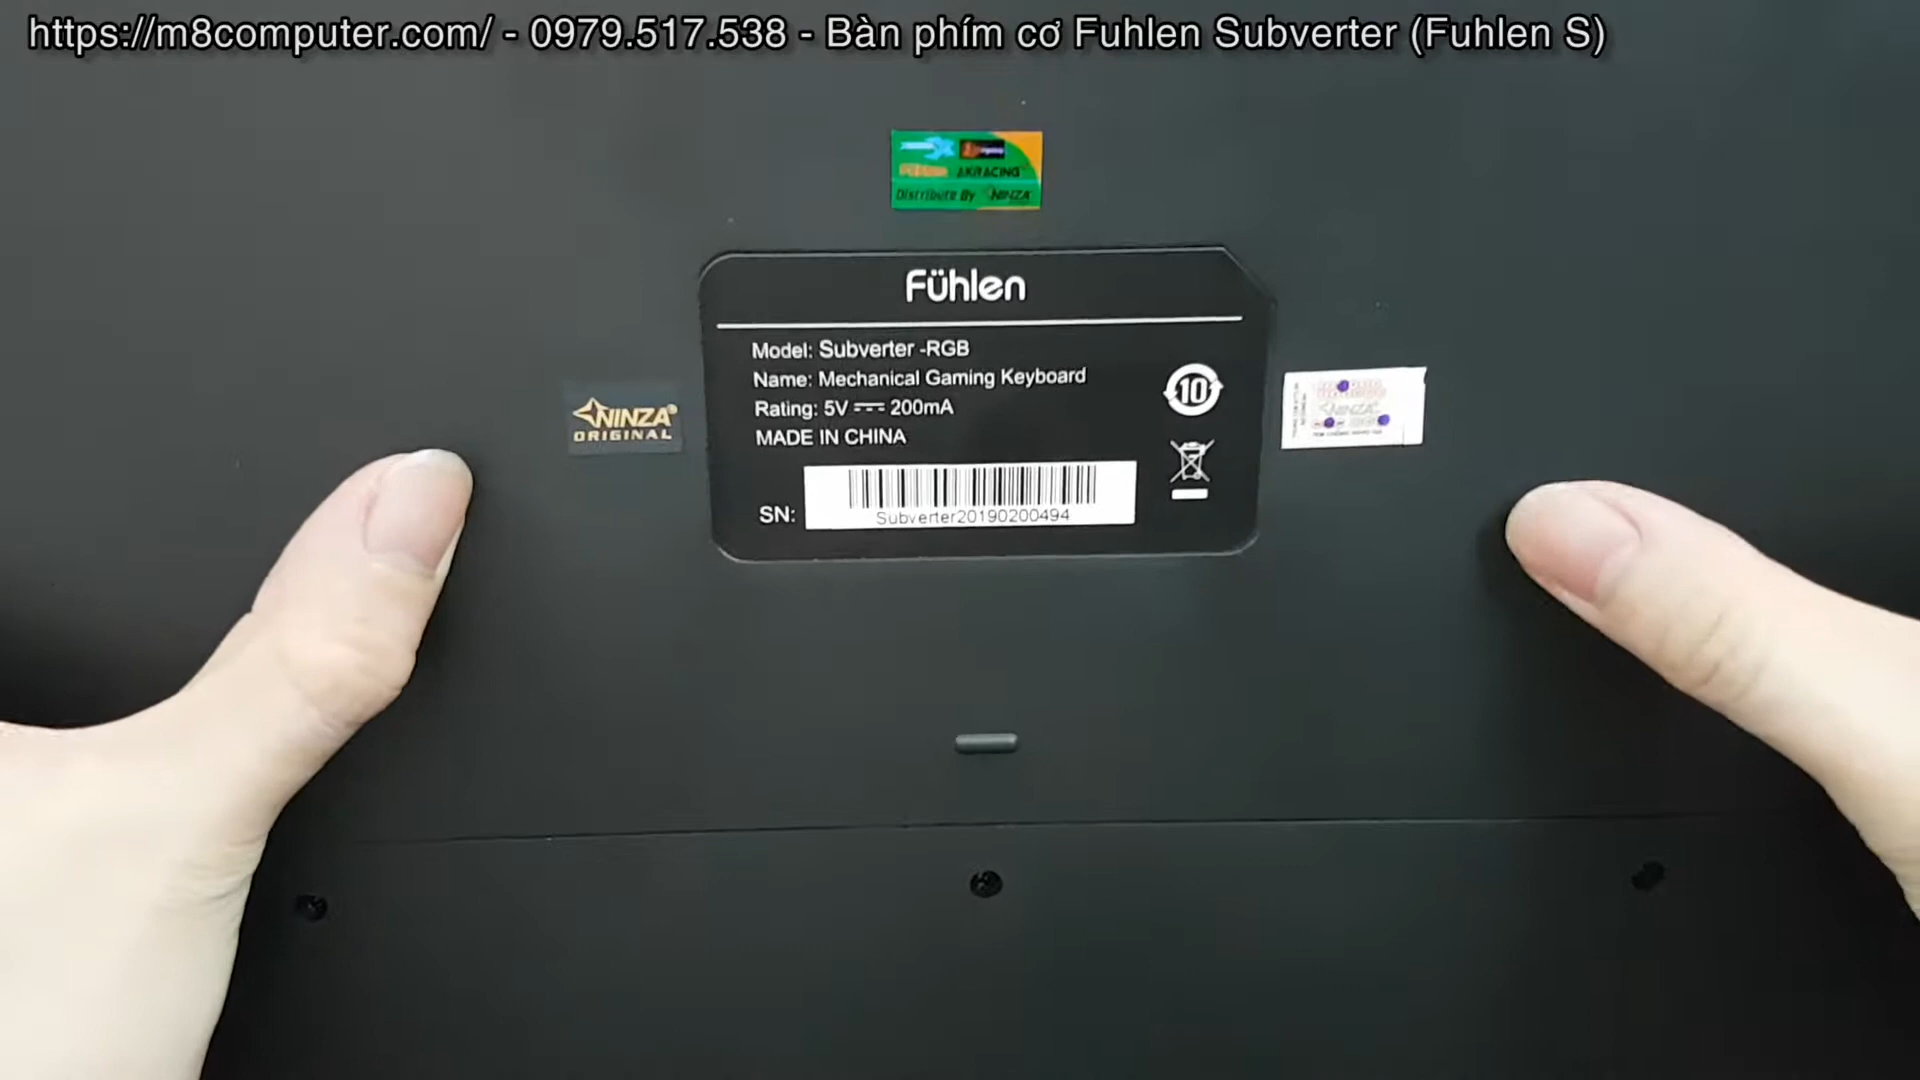 https://m8computer.com/ - 0979.517.538 - Bàn phím cơ Fuhlen Subverter (Fuhlen S)
AKRACING
Distribute By NINZA
Fühlen
Model: Subverter -RGB
Name: Mechanical Gaming Keyboard
Rating: 5V ⎓ 200mA
MADE IN CHINA
10
SN:
Subverter20190200494
NINZA®
ORIGINAL
NINZA